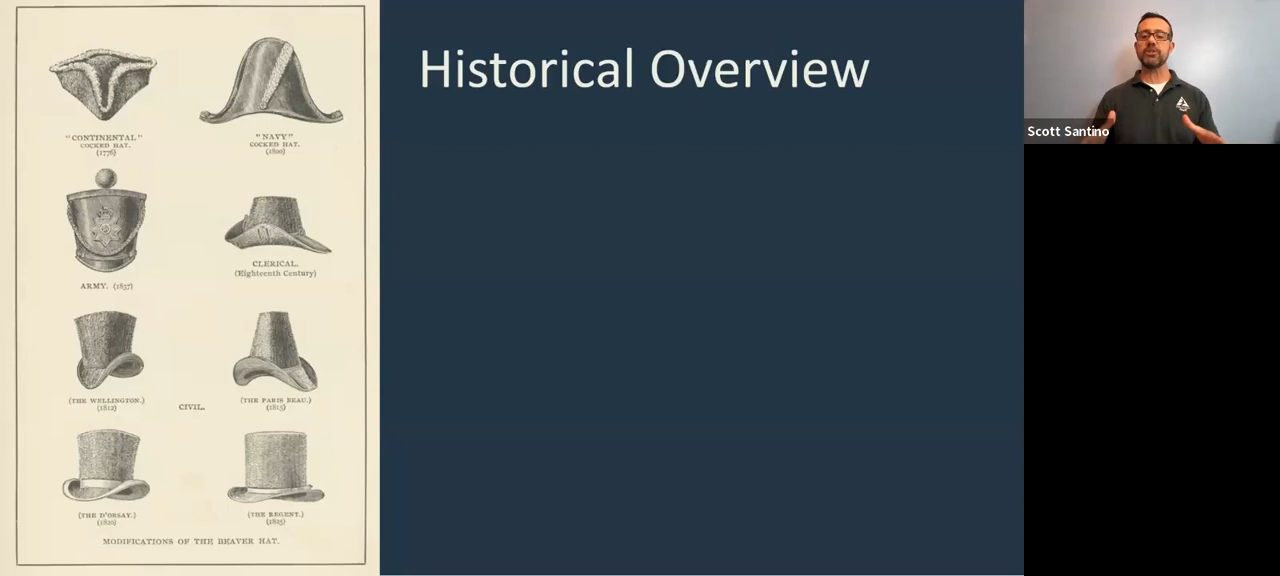 Historical Overview
Scott Santino
"CONTINENTAL"
COCKED HAT.
(1776)
"NAVY"
COCKED HAT.
(1800)
ARMY. (1837)
CLERICAL.
(Eighteenth Century)
(THE WELLINGTON.)
(1812)
CIVIL.
(THE PARIS BEAU.)
(1815)
(THE D'ORSAY.)
(1820)
(THE REGENT.)
(1825)
MODIFICATIONS OF THE BEAVER HAT.